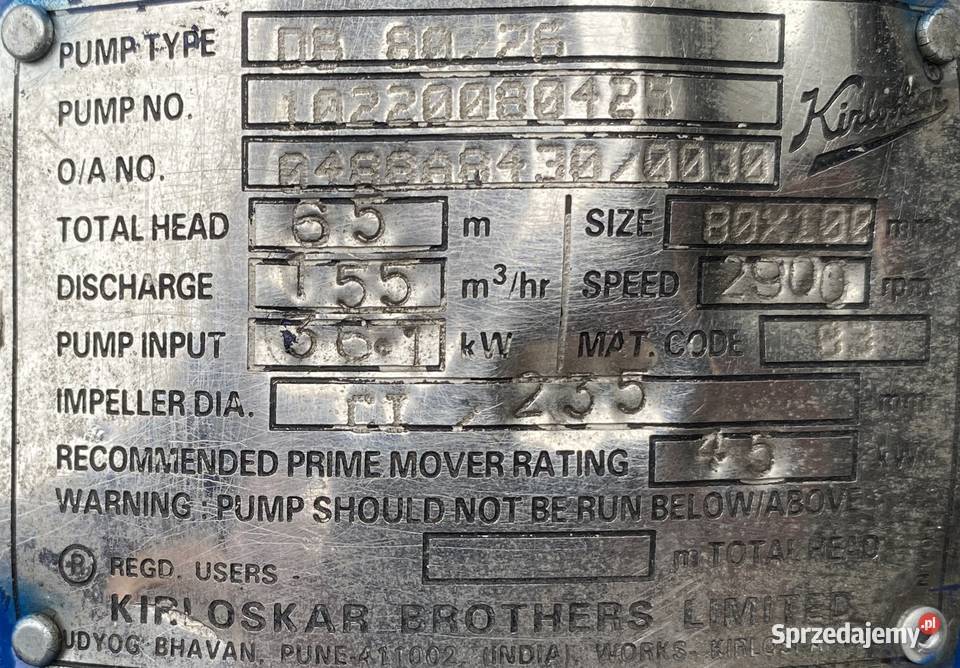 PUMP TYPE DB 80/26
PUMP NO. 10220080425
O/A NO. 0488A8430/0030
Kirloskar
TOTAL HEAD 65 m SIZE 80X100 mm
DISCHARGE 155 m³/hr SPEED 2900 rpm
PUMP INPUT 36.1 kW MAT. CODE
IMPELLER DIA. CI / 235 mm
RECOMMENDED PRIME MOVER RATING 45 kW
WARNING : PUMP SHOULD NOT BE RUN BELOW/ABOVE
m TOTAL HEAD
® REGD. USERS -
KIRLOSKAR BROTHERS LIMITED
UDYOG BHAVAN, PUNE-411002, (INDIA). WORKS.
Sprzedajemy.pl